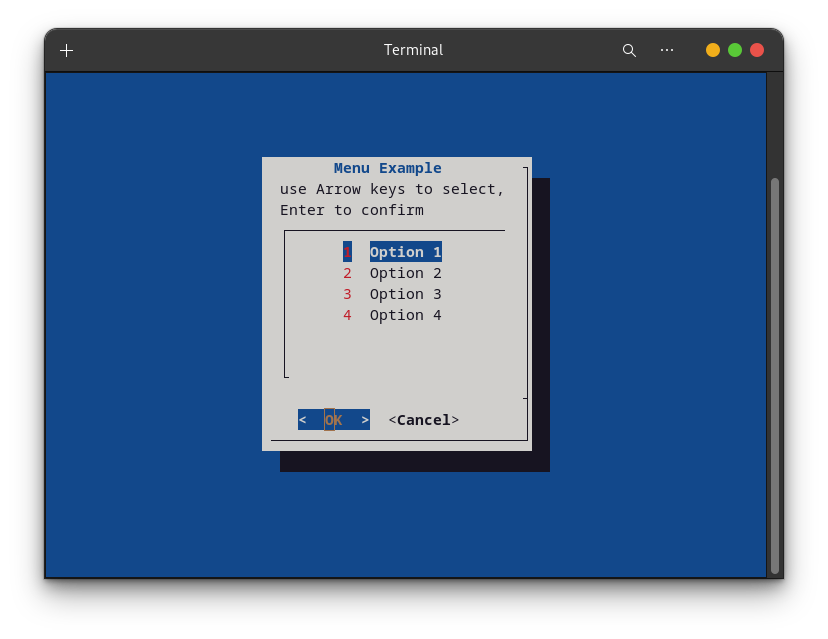 Terminal
Menu Example
use Arrow keys to select,
Enter to confirm
1 Option 1
2 Option 2
3 Option 3
4 Option 4
< OK > <Cancel>